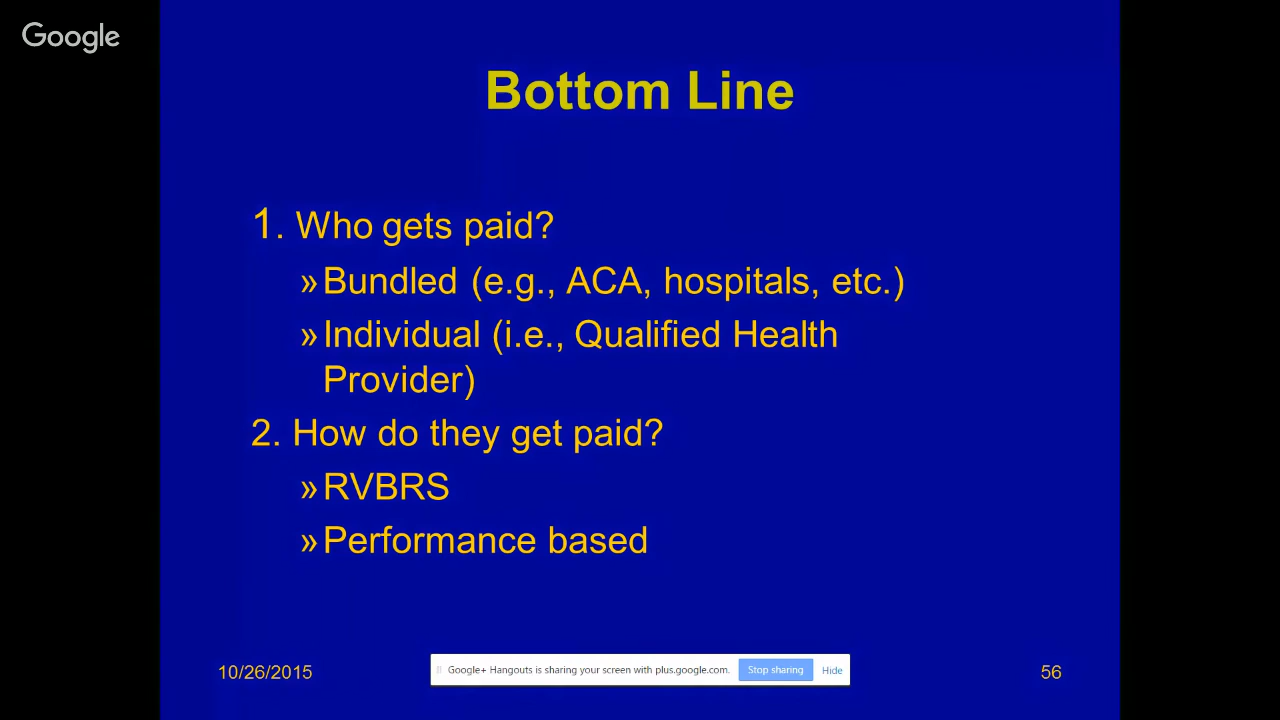 Google
Bottom Line
1. Who gets paid?
»Bundled (e.g., ACA, hospitals, etc.)
»Individual (i.e., Qualified Health
Provider)
2. How do they get paid?
»RVBRS
»Performance based
10/26/2015
Google+ Hangouts is sharing your screen with plus.google.com.
Stop sharing
Hide
56